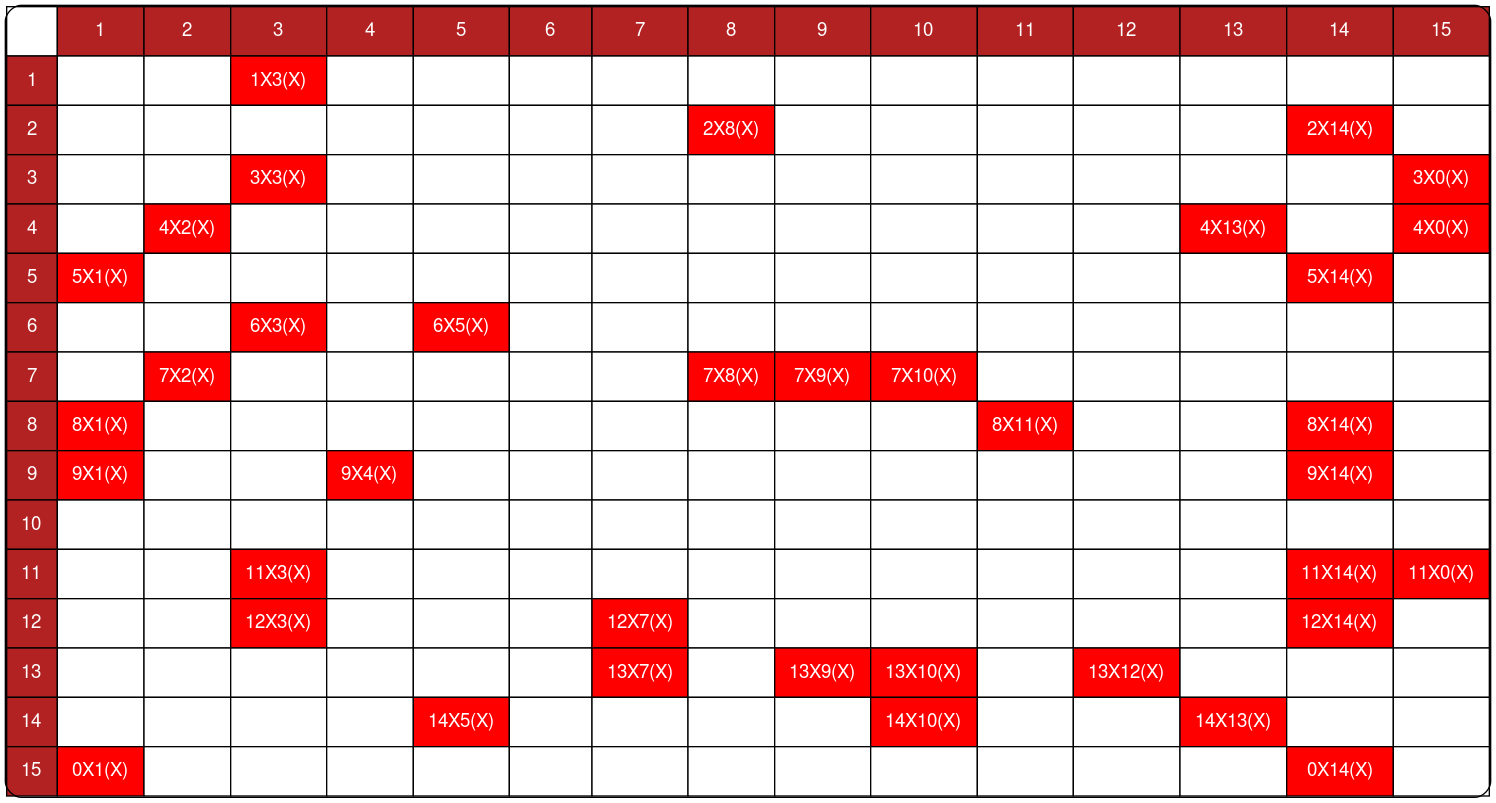 1 2 3 4 5 6 7 8 9 10 11 12 13 14 15
1 1X3(X)
2 2X8(X) 2X14(X)
3 3X3(X) 3X0(X)
4 4X2(X) 4X13(X) 4X0(X)
5 5X1(X) 5X14(X)
6 6X3(X) 6X5(X)
7 7X2(X) 7X8(X) 7X9(X) 7X10(X)
8 8X1(X) 8X11(X) 8X14(X)
9 9X1(X) 9X4(X) 9X14(X)
10
11 11X3(X) 11X14(X) 11X0(X)
12 12X3(X) 12X7(X) 12X14(X)
13 13X7(X) 13X9(X) 13X10(X) 13X12(X)
14 14X5(X) 14X10(X) 14X13(X)
15 0X1(X) 0X14(X)